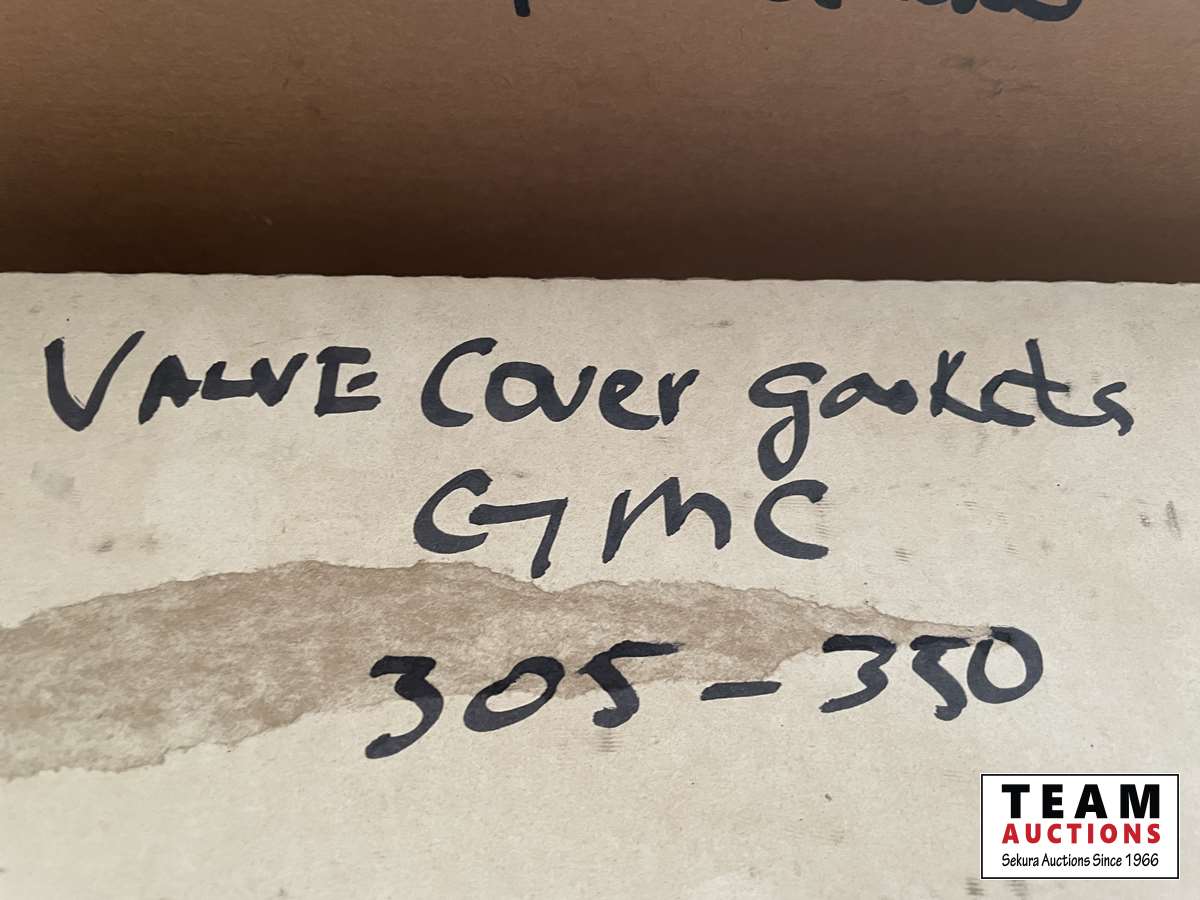 VALVE Cover gaskets
GMC
305-350
TEAM
AUCTIONS
Sekura Auctions Since 1966